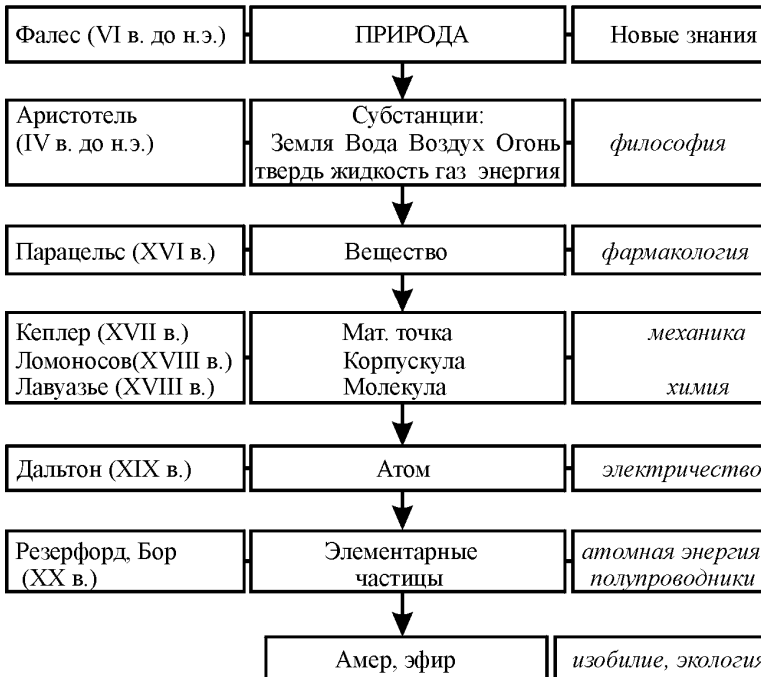 Фалес (VI в. до н.э.) ПРИРОДА Новые знания
Аристотель
(IV в. до н.э.)
Субстанции:
Земля Вода Воздух Огонь
твердь жидкость газ энергия
философия
Парацельс (XVI в.) Вещество фармакология
Кеплер (XVII в.) Мат. точка механика
Ломоносов(XVIII в.) Корпускула
Лавуазье (XVIII в.) Молекула химия
Дальтон (XIX в.) Атом электричество
Резерфорд, Бор
(XX в.)
Элементарные
частицы
атомная энергия
полупроводники
Амер, эфир изобилие, экология